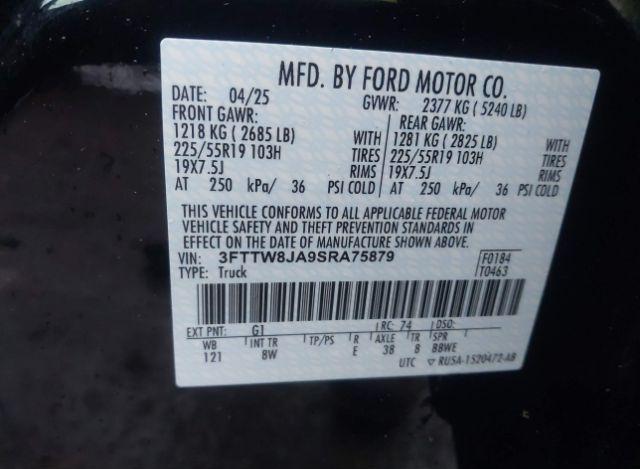 MFD. BY FORD MOTOR CO.
DATE: 04/25 GVWR: 2377 KG ( 5240 LB)
FRONT GAWR: REAR GAWR:
1218 KG ( 2685 LB) WITH 1281 KG ( 2825 LB) WITH
225/55R19 103H TIRES 225/55R19 103H TIRES
19X7.5J RIMS 19X7.5J RIMS
AT 250 kPa/ 36 PSI COLD AT 250 kPa/ 36 PSI COLD
THIS VEHICLE CONFORMS TO ALL APPLICABLE FEDERAL MOTOR
VEHICLE SAFETY AND THEFT PREVENTION STANDARDS IN
EFFECT ON THE DATE OF MANUFACTURE SHOWN ABOVE.
VIN: 3FTTW8JA9SRA75879 F0184
TYPE: Truck T0463
EXT PNT: G1 RC: 74 DSO:
WB INT TR TP/PS R AXLE TR SPR
121 8W E 38 8 BBWE
UTC ▽ RUSA-1520472-AB